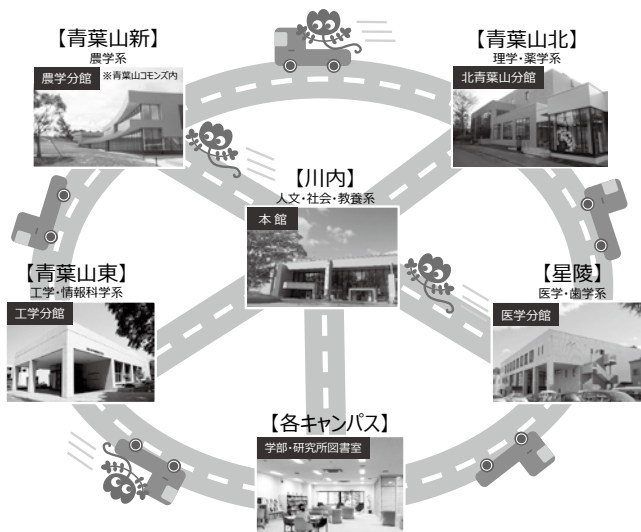 【青葉山新】
農学系
農学分館 ※青葉山コモンズ内
【青葉山北】
理学・薬学系
北青葉山分館
【川内】
人文・社会・教養系
本館
【青葉山東】
工学・情報科学系
工学分館
【星陵】
医学・歯学系
医学分館
【各キャンパス】
学部・研究所図書室